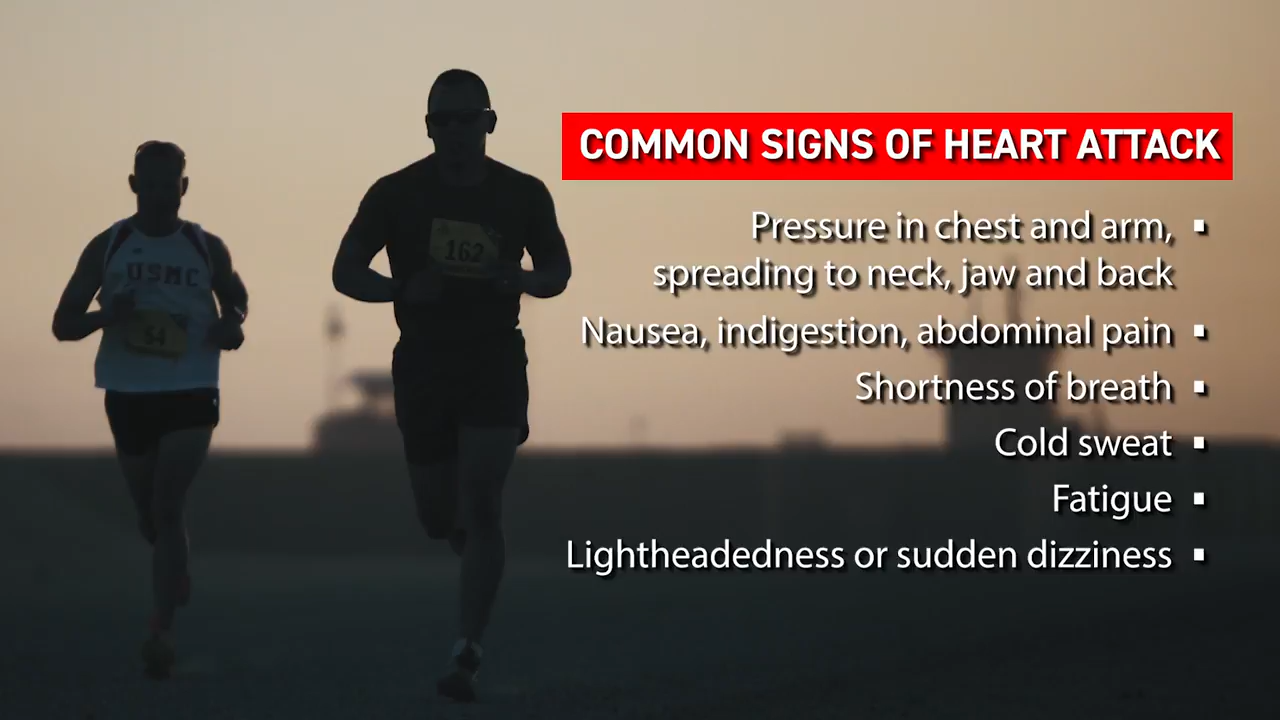 COMMON SIGNS OF HEART ATTACK
Pressure in chest and arm, ▪
spreading to neck, jaw and back
Nausea, indigestion, abdominal pain ▪
Shortness of breath ▪
Cold sweat ▪
Fatigue ▪
Lightheadedness or sudden dizziness ▪
162
USMC
54